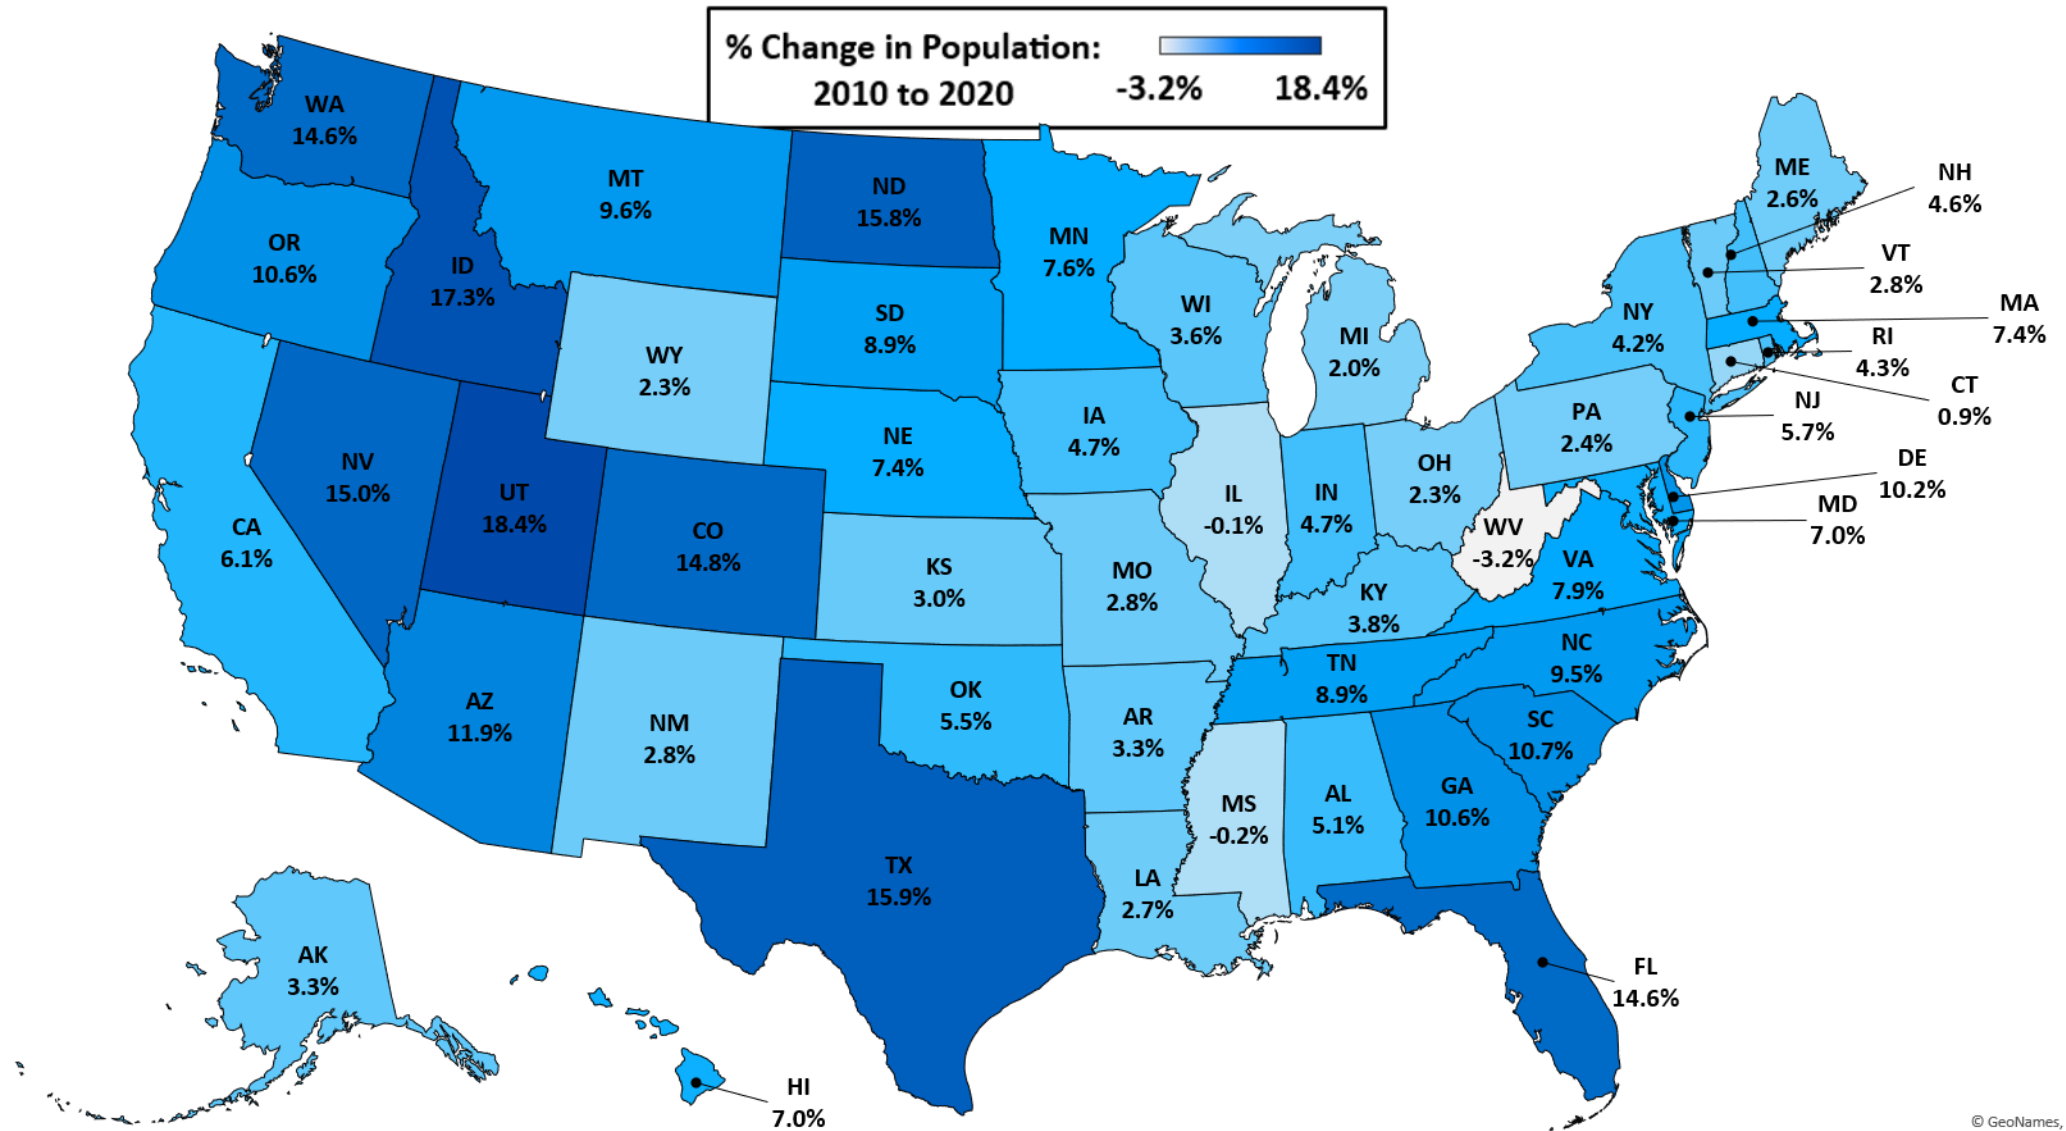 % Change in Population:
2010 to 2020
-3.2%
18.4%
WA
14.6%
MT
9.6%
ND
15.8%
MN
7.6%
ME
2.6%
NH
4.6%
OR
10.6%
ID
17.3%
SD
8.9%
WI
3.6%
MI
2.0%
NY
4.2%
VT
2.8%
MA
7.4%
RI
4.3%
CT
0.9%
WY
2.3%
NE
7.4%
IA
4.7%
PA
2.4%
NJ
5.7%
NV
15.0%
UT
18.4%
CO
14.8%
IL
-0.1%
IN
4.7%
OH
2.3%
DE
10.2%
MD
7.0%
CA
6.1%
KS
3.0%
MO
2.8%
WV
-3.2%
VA
7.9%
KY
3.8%
AZ
11.9%
NM
2.8%
OK
5.5%
AR
3.3%
TN
8.9%
NC
9.5%
SC
10.7%
MS
-0.2%
AL
5.1%
GA
10.6%
TX
15.9%
LA
2.7%
AK
3.3%
FL
14.6%
HI
7.0%
© GeoNames,